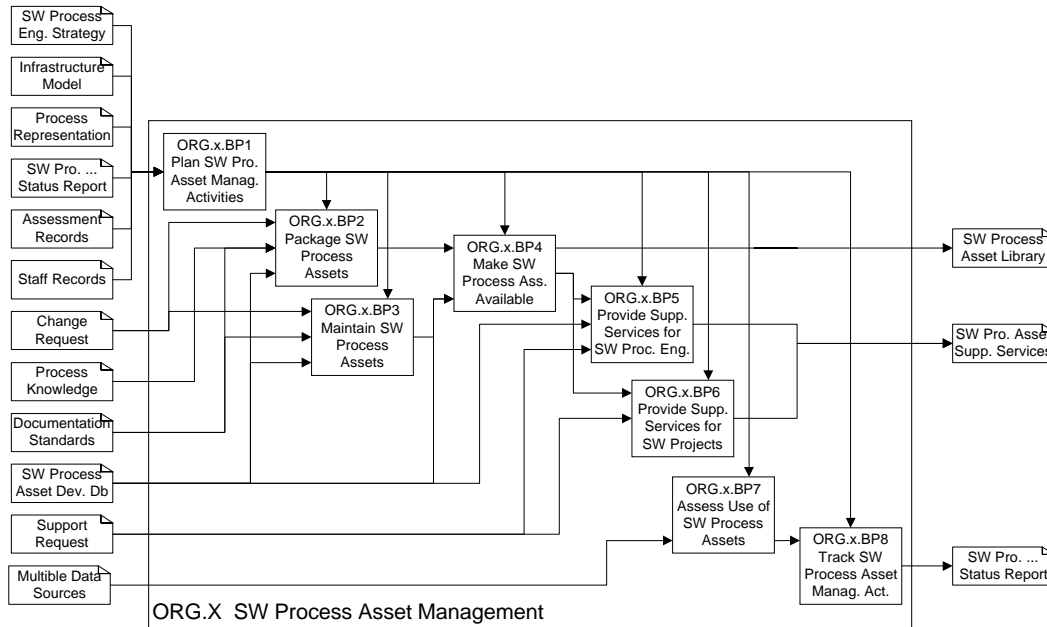 SW Process
Eng. Strategy
Infrastructure
Model
Process
Representation
SW Pro. ...
Status Report
Assessment
Records
Staff Records
Change
Request
Process
Knowledge
Documentation
Standards
SW Process
Asset Dev. Db
Support
Request
Multiple Data
Sources
ORG.x.BP1
Plan SW Pro.
Asset Manag.
Activities
ORG.x.BP2
Package SW
Process
Assets
ORG.x.BP3
Maintain SW
Process
Assets
ORG.x.BP4
Make SW
Process Ass.
Available
ORG.x.BP5
Provide Supp.
Services for
SW Proc. Eng.
ORG.x.BP6
Provide Supp.
Services for
SW Projects
ORG.x.BP7
Assess Use of
SW Process
Assets
ORG.x.BP8
Track SW
Process Asset
Manag. Act.
SW Process
Asset Library
SW Pro. Asset
Supp. Services
SW Pro. ...
Status Report
ORG.X SW Process Asset Management